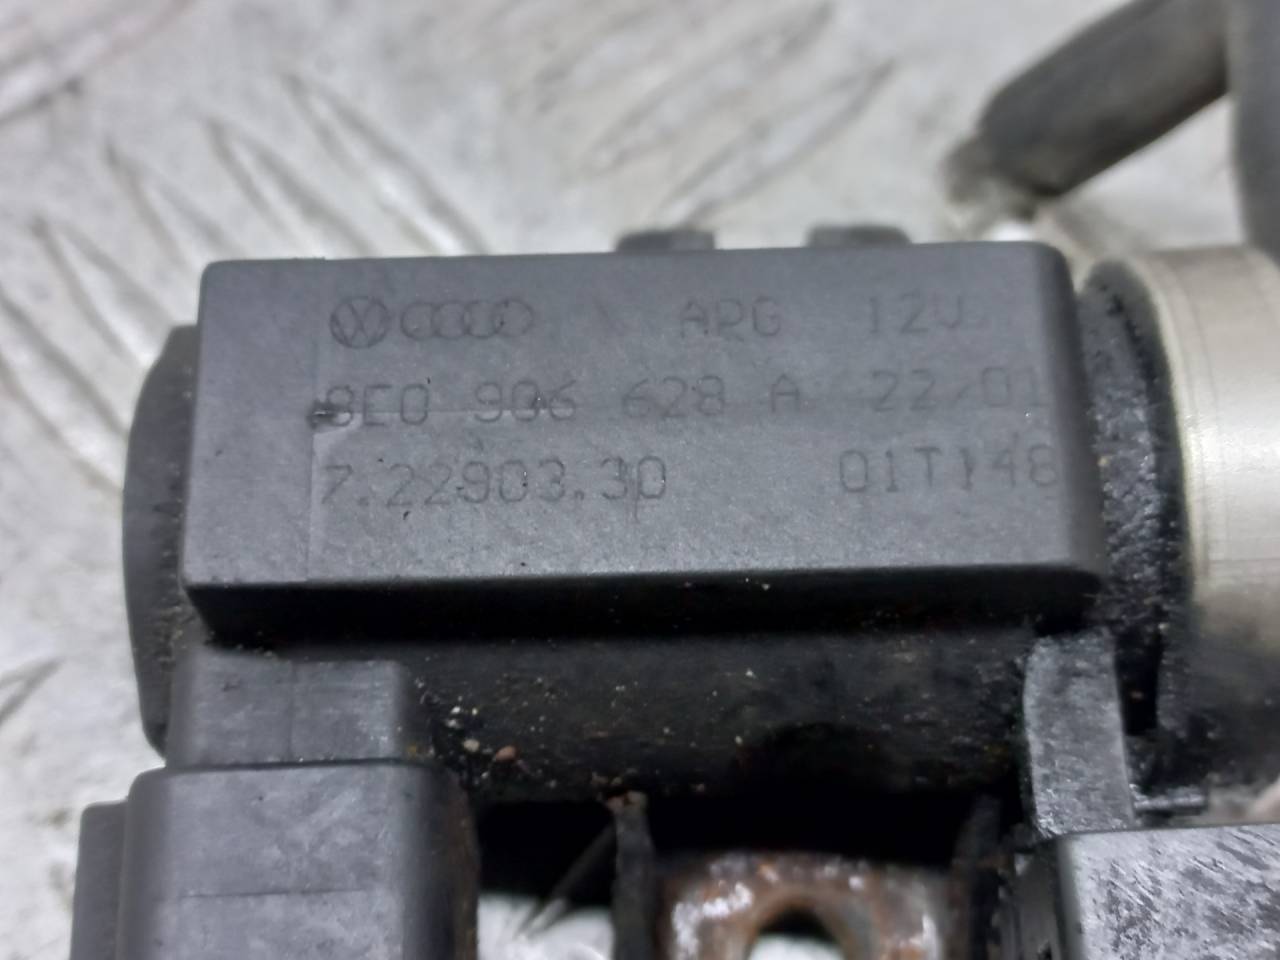 ARG 12V
8E0 906 628 A 22/01
7.22903.30 01T148